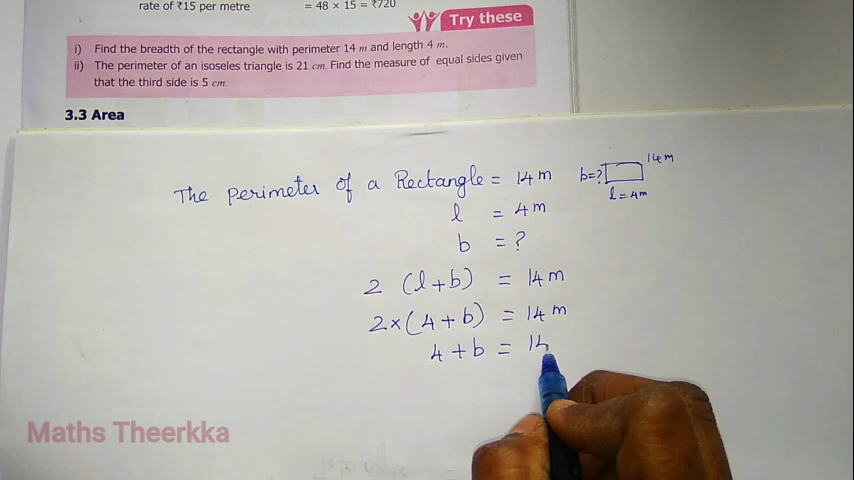 rate of ₹15 per metre = 48 × 15 = ₹720
Try these
i) Find the breadth of the rectangle with perimeter 14 m and length 4 m.
ii) The perimeter of an isoseles triangle is 21 cm. Find the measure of equal sides given
that the third side is 5 cm.
3.3 Area
The perimeter of a Rectangle = 14 m
b=? 14 m
l = 4m
l = 4 m
b = ?
2 (l + b) = 14 m
2 × (4 + b) = 14 m
4 + b = 14
Maths Theerkka